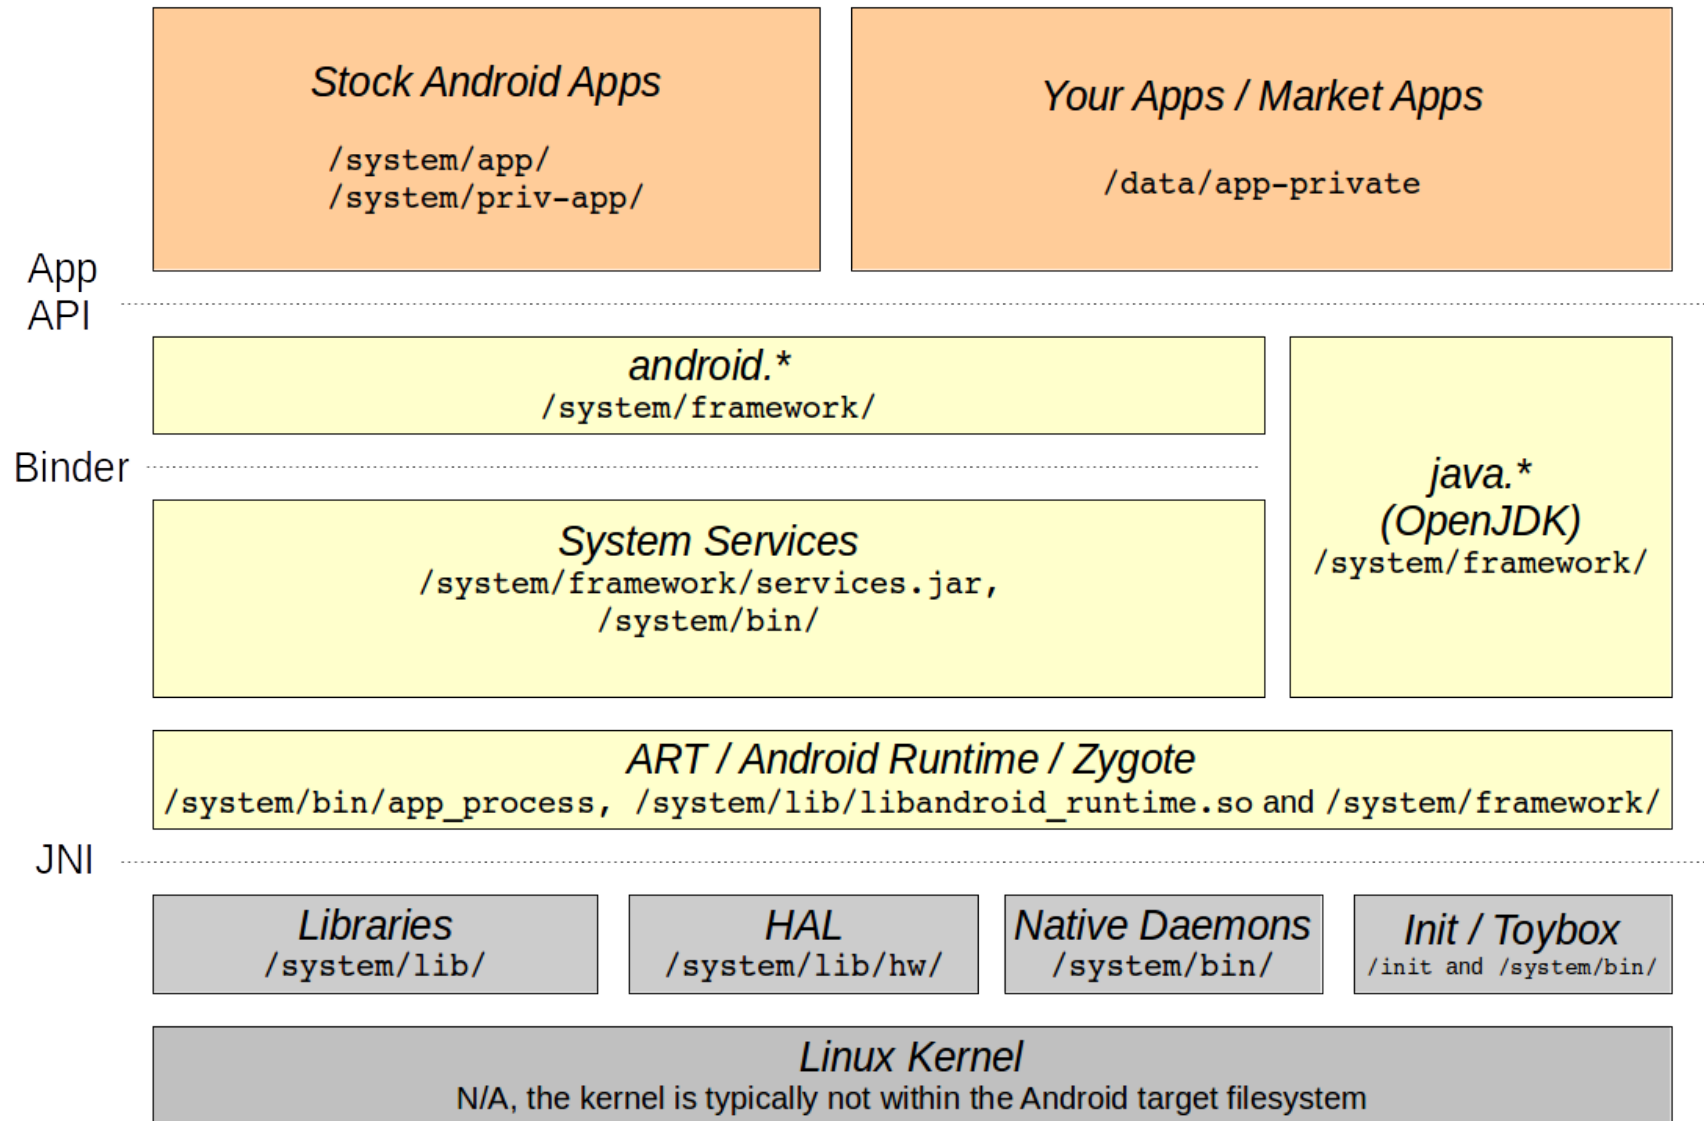 Stock Android Apps
/system/app/
/system/priv-app/
Your Apps / Market Apps
/data/app-private
App
API
android.*
/system/framework/
Binder
System Services
/system/framework/services.jar,
/system/bin/
java.*
(OpenJDK)
/system/framework/
ART / Android Runtime / Zygote
/system/bin/app_process, /system/lib/libandroid_runtime.so and /system/framework/
JNI
Libraries
/system/lib/
HAL
/system/lib/hw/
Native Daemons
/system/bin/
Init / Toybox
/init and /system/bin/
Linux Kernel
N/A, the kernel is typically not within the Android target filesystem